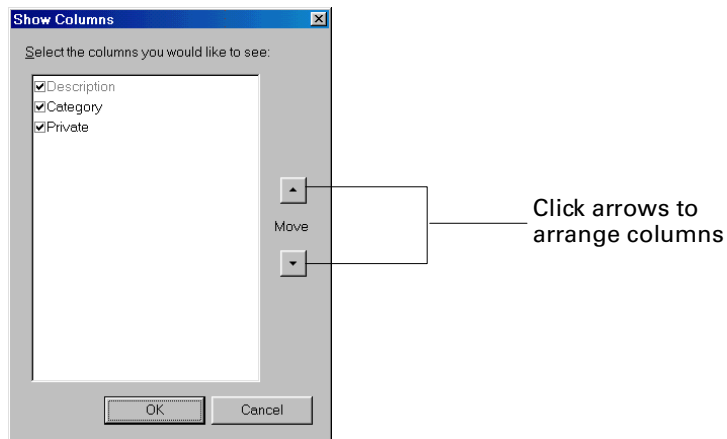 Show Columns
Select the columns you would like to see:
Description
Category
Private
Move
Click arrows to
arrange columns
OK
Cancel